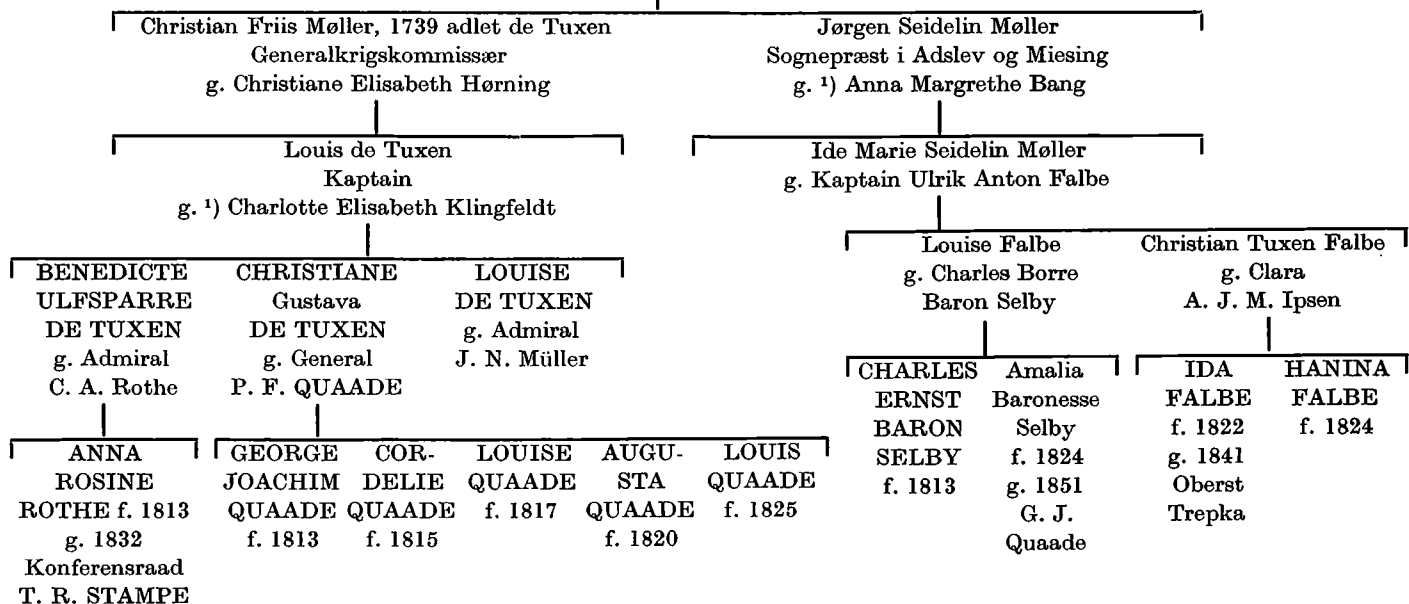 Christian Friis Møller, 1739 adlet de Tuxen
Generalkrigskommissær
g. Christiane Elisabeth Hørning
Jørgen Seidelin Møller
Sognepræst i Adslev og Miesing
g. ¹) Anna Margrethe Bang
Louis de Tuxen
Kaptain
g. ¹) Charlotte Elisabeth Klingfeldt
Ide Marie Seidelin Møller
g. Kaptain Ulrik Anton Falbe
BENEDICTE
ULFSPARRE
DE TUXEN
g. Admiral
C. A. Rothe
CHRISTIANE
Gustava
DE TUXEN
g. General
P. F. QUAADE
LOUISE
DE TUXEN
g. Admiral
J. N. Müller
Louise Falbe
g. Charles Borre
Baron Selby
Christian Tuxen Falbe
g. Clara
A. J. M. Ipsen
ANNA
ROSINE
ROTHE f. 1813
g. 1832
Konferensraad
T. R. STAMPE
GEORGE
JOACHIM
QUAADE
f. 1813
COR-
DELIE
QUAADE
f. 1815
LOUISE
QUAADE
f. 1817
AUGU-
STA
QUAADE
f. 1820
LOUIS
QUAADE
f. 1825
CHARLES
ERNST
BARON
SELBY
f. 1813
Amalia
Baronesse
Selby
f. 1824
g. 1851
G. J.
Quaade
IDA
FALBE
f. 1822
g. 1841
Oberst
Trepka
HANINA
FALBE
f. 1824